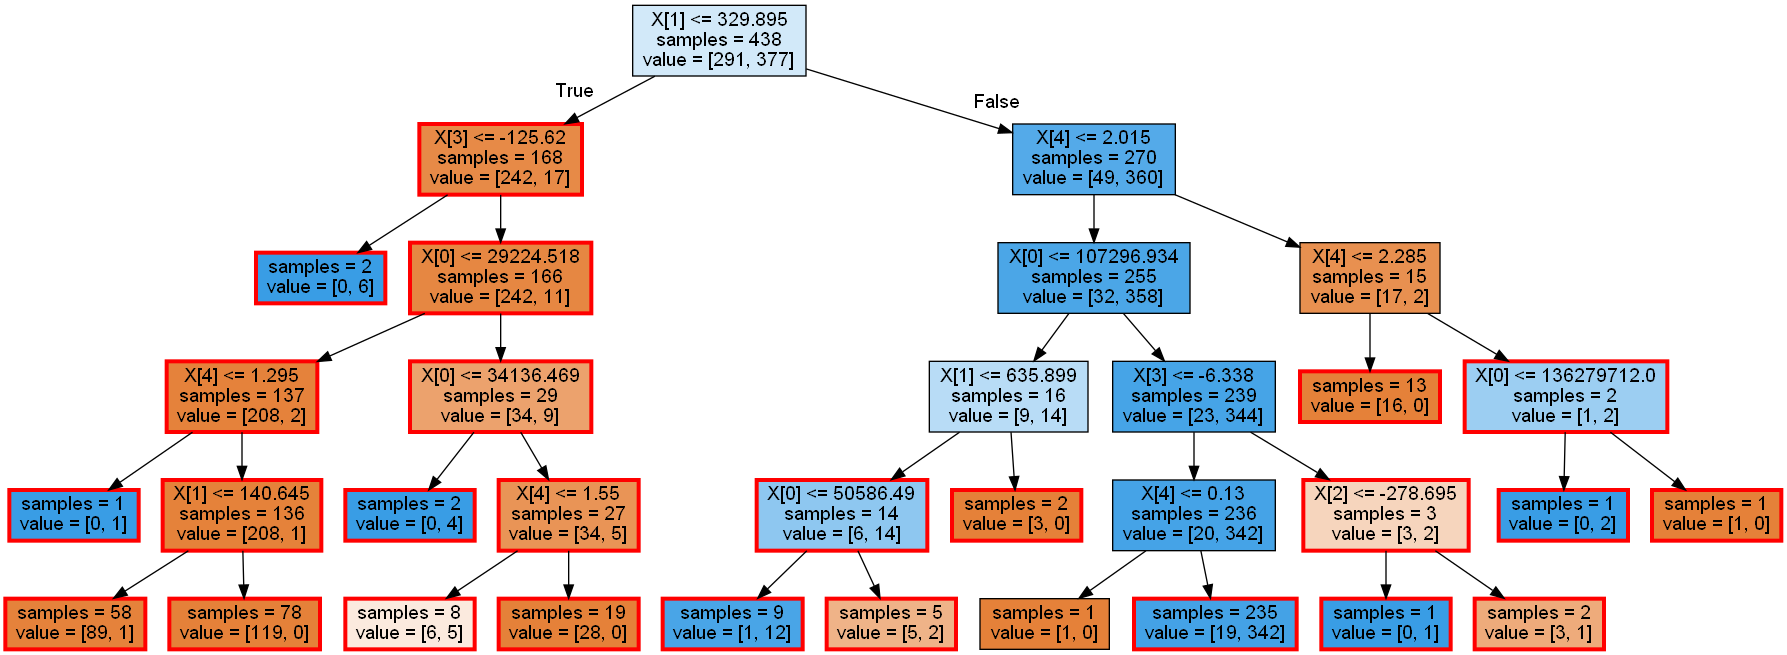 X[1] <= 329.895
samples = 438
value = [291, 377]
True
False
X[3] <= -125.62
samples = 168
value = [242, 17]
X[4] <= 2.015
samples = 270
value = [49, 360]
samples = 2
value = [0, 6]
X[0] <= 29224.518
samples = 166
value = [242, 11]
X[0] <= 107296.934
samples = 255
value = [32, 358]
X[4] <= 2.285
samples = 15
value = [17, 2]
X[4] <= 1.295
samples = 137
value = [208, 2]
X[0] <= 34136.469
samples = 29
value = [34, 9]
X[1] <= 635.899
samples = 16
value = [9, 14]
X[3] <= -6.338
samples = 239
value = [23, 344]
samples = 13
value = [16, 0]
X[0] <= 136279712.0
samples = 2
value = [1, 2]
samples = 1
value = [0, 1]
X[1] <= 140.645
samples = 136
value = [208, 1]
samples = 2
value = [0, 4]
X[4] <= 1.55
samples = 27
value = [34, 5]
X[0] <= 50586.49
samples = 14
value = [6, 14]
samples = 2
value = [3, 0]
X[4] <= 0.13
samples = 236
value = [20, 342]
X[2] <= -278.695
samples = 3
value = [3, 2]
samples = 1
value = [0, 2]
samples = 1
value = [1, 0]
samples = 58
value = [89, 1]
samples = 78
value = [119, 0]
samples = 8
value = [6, 5]
samples = 19
value = [28, 0]
samples = 9
value = [1, 12]
samples = 5
value = [5, 2]
samples = 1
value = [1, 0]
samples = 235
value = [19, 342]
samples = 1
value = [0, 1]
samples = 2
value = [3, 1]